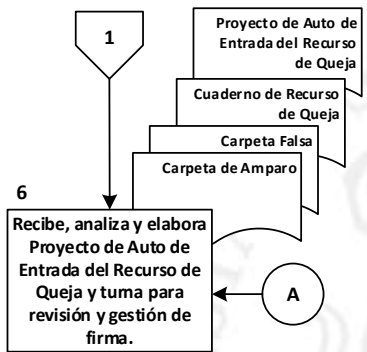 1
Proyecto de Auto de
Entrada del Recurso
de Queja
Cuaderno de Recurso
de Queja
Carpeta Falsa
Carpeta de Amparo
6
Recibe, analiza y elabora
Proyecto de Auto de
Entrada del Recurso de
Queja y turna para
revisión y gestión de
firma.
A